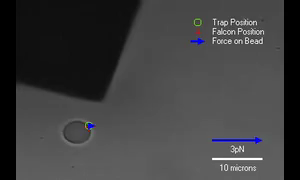 Trap Position
Falcon Position
Force on Bead
3pN
10 microns